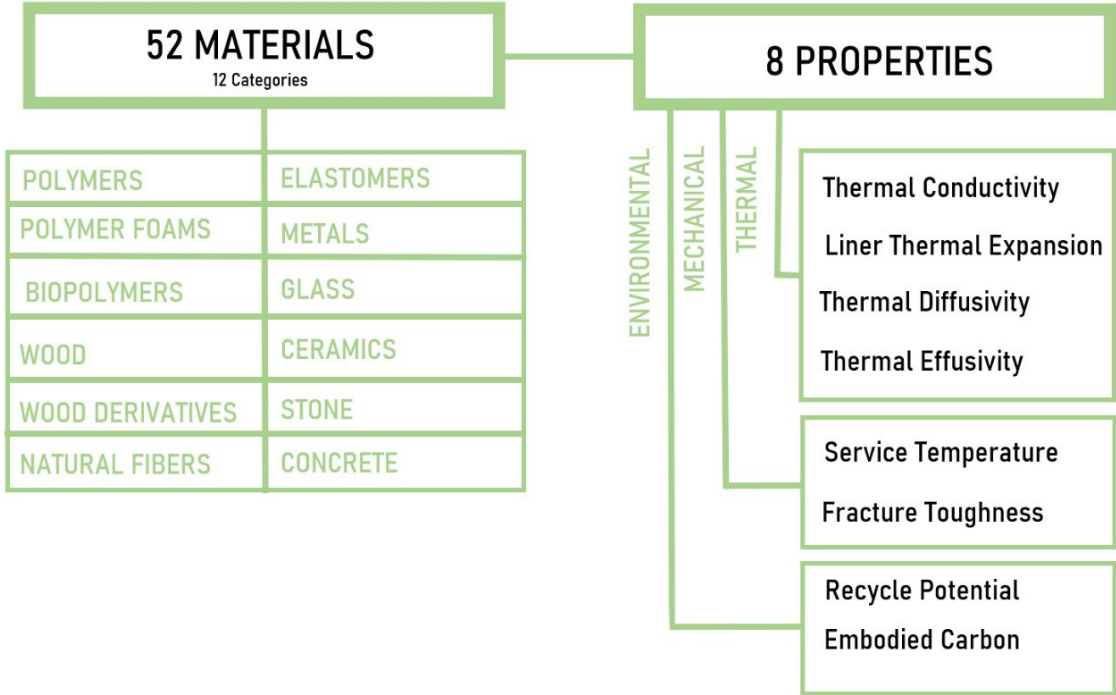 52 MATERIALS
12 Categories
POLYMERS
ELASTOMERS
POLYMER FOAMS
METALS
BIOPOLYMERS
GLASS
WOOD
CERAMICS
WOOD DERIVATIVES
STONE
NATURAL FIBERS
CONCRETE
8 PROPERTIES
ENVIRONMENTAL
MECHANICAL
THERMAL
Thermal Conductivity
Liner Thermal Expansion
Thermal Diffusivity
Thermal Effusivity
Service Temperature
Fracture Toughness
Recycle Potential
Embodied Carbon